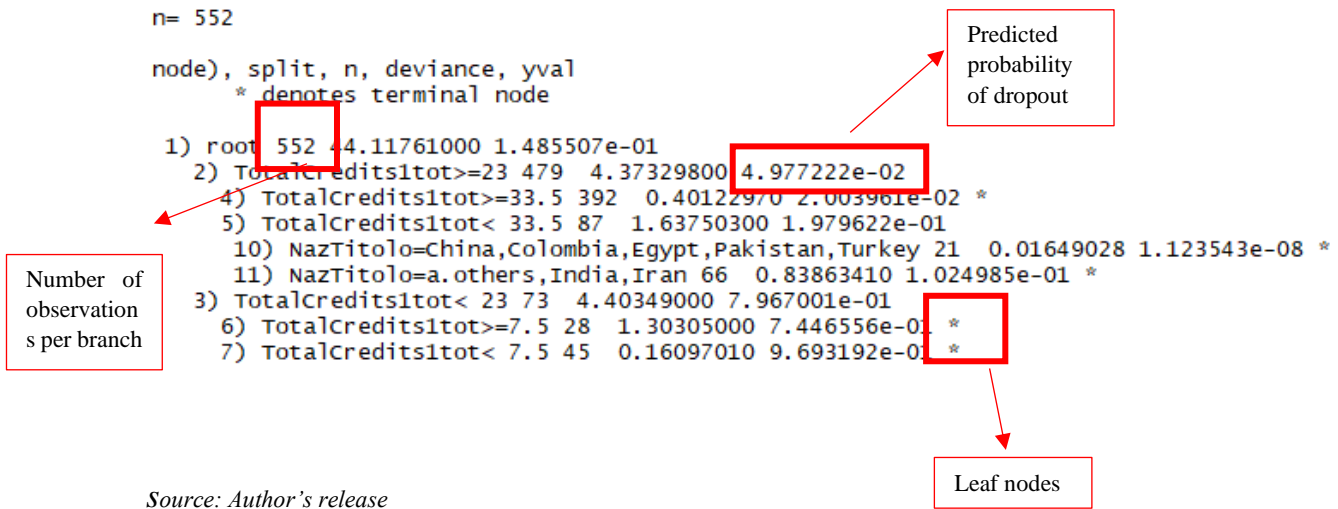 n= 552
Predicted
probability
of dropout
node), split, n, deviance, yval
* denotes terminal node
1) root 552 44.11761000 1.485507e-01
2) TotalCredits1tot>=23 479 4.37329800 4.977222e-02
4) TotalCredits1tot>=33.5 392 0.40122970 2.003961e-02 *
5) TotalCredits1tot< 33.5 87 1.63750300 1.979622e-01
10) NazTitolo=China,Colombia,Egypt,Pakistan,Turkey 21 0.01649028 1.123543e-08 *
11) NazTitolo=a.others,India,Iran 66 0.83863410 1.024985e-01 *
3) TotalCredits1tot< 23 73 4.40349000 7.967001e-01
6) TotalCredits1tot>=7.5 28 1.30305000 7.446556e-01 *
7) TotalCredits1tot< 7.5 45 0.16097010 9.693192e-01 *
Number of
observation
s per branch
Leaf nodes
Source: Author's release